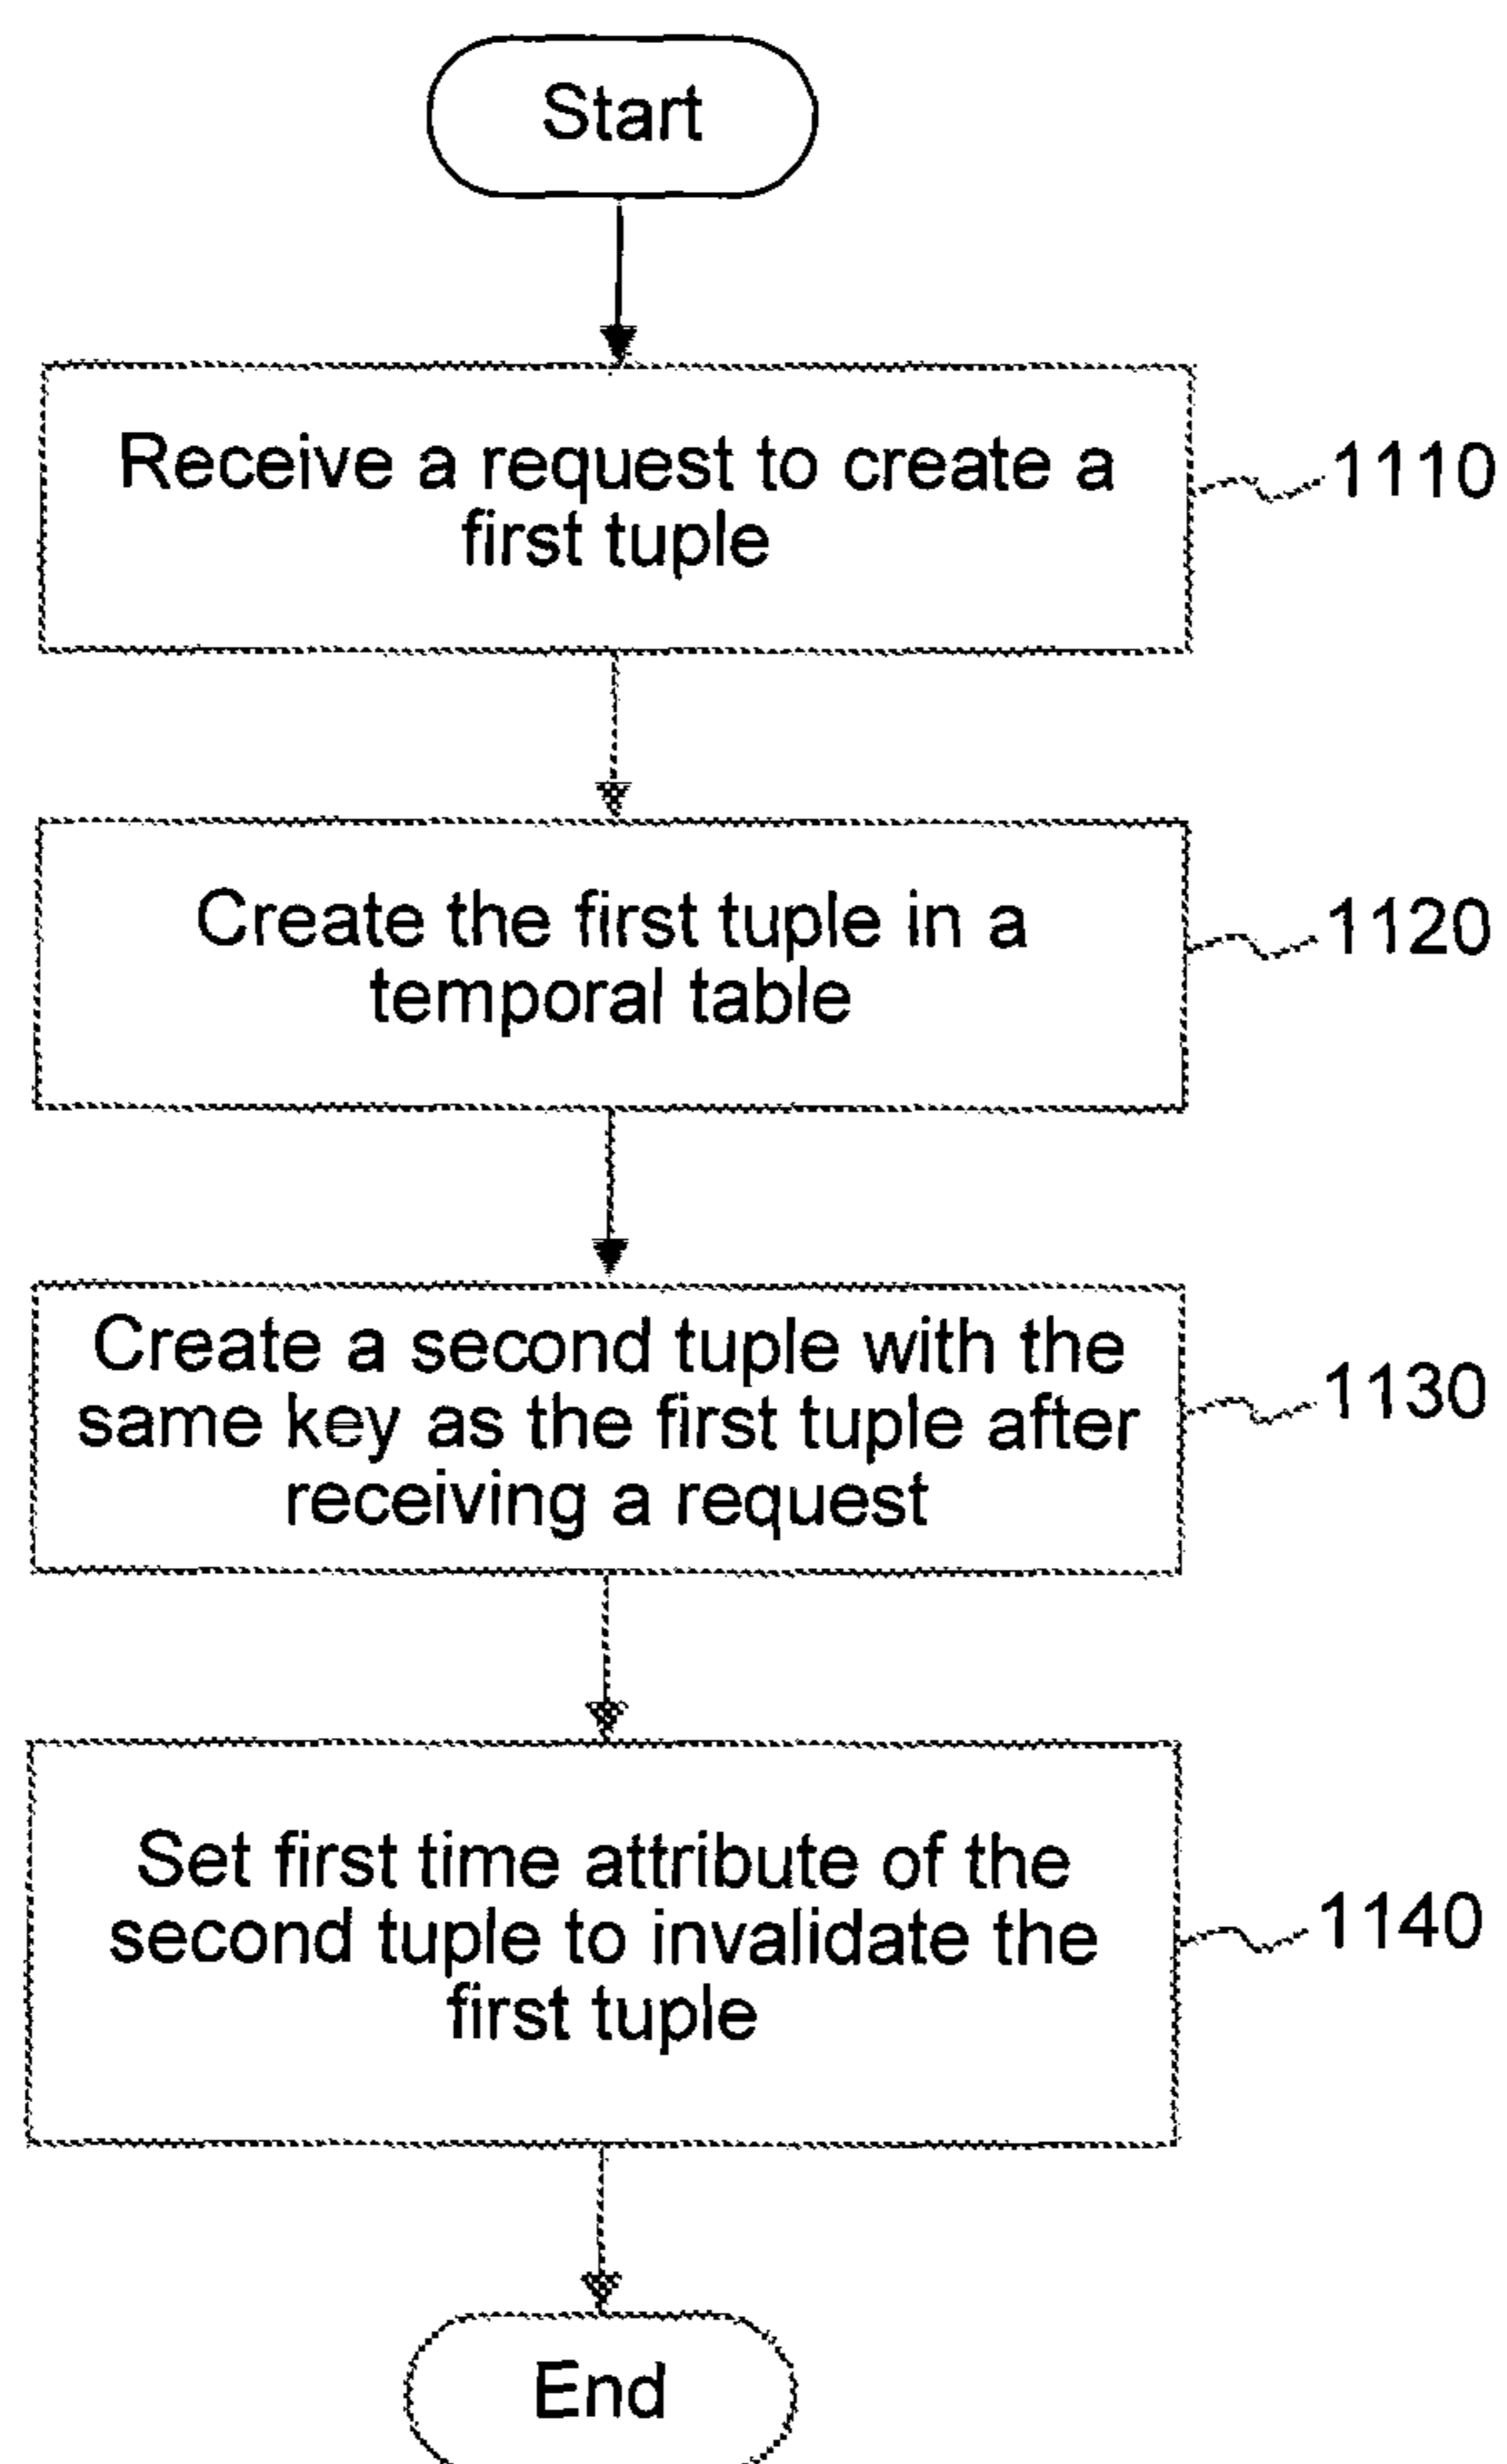 Start
Receive a request to create a
first tuple
1110
Create the first tuple in a
temporal table
1120
Create a second tuple with the
same key as the first tuple after
receiving a request
1130
Set first time attribute of the
second tuple to invalidate the
first tuple
1140
End